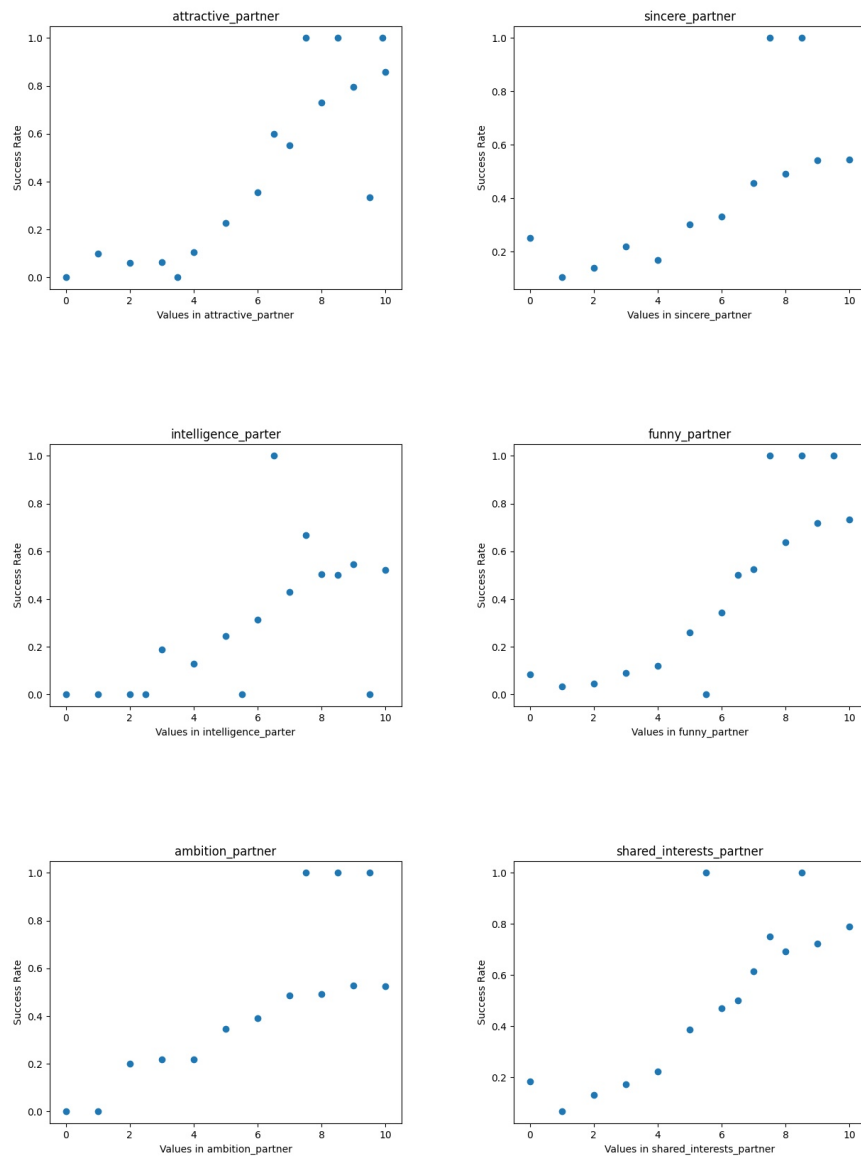 attractive_partner
1.0
0.8
0.6
0.4
0.2
0.0
Success Rate
0 2 4 6 8 10
Values in attractive_partner
sincere_partner
1.0
0.8
0.6
0.4
0.2
Success Rate
0 2 4 6 8 10
Values in sincere_partner
intelligence_parter
1.0
0.8
0.6
0.4
0.2
0.0
Success Rate
0 2 4 6 8 10
Values in intelligence_parter
funny_partner
1.0
0.8
0.6
0.4
0.2
0.0
Success Rate
0 2 4 6 8 10
Values in funny_partner
ambition_partner
1.0
0.8
0.6
0.4
0.2
0.0
Success Rate
0 2 4 6 8 10
Values in ambition_partner
shared_interests_partner
1.0
0.8
0.6
0.4
0.2
Success Rate
0 2 4 6 8 10
Values in shared_interests_partner